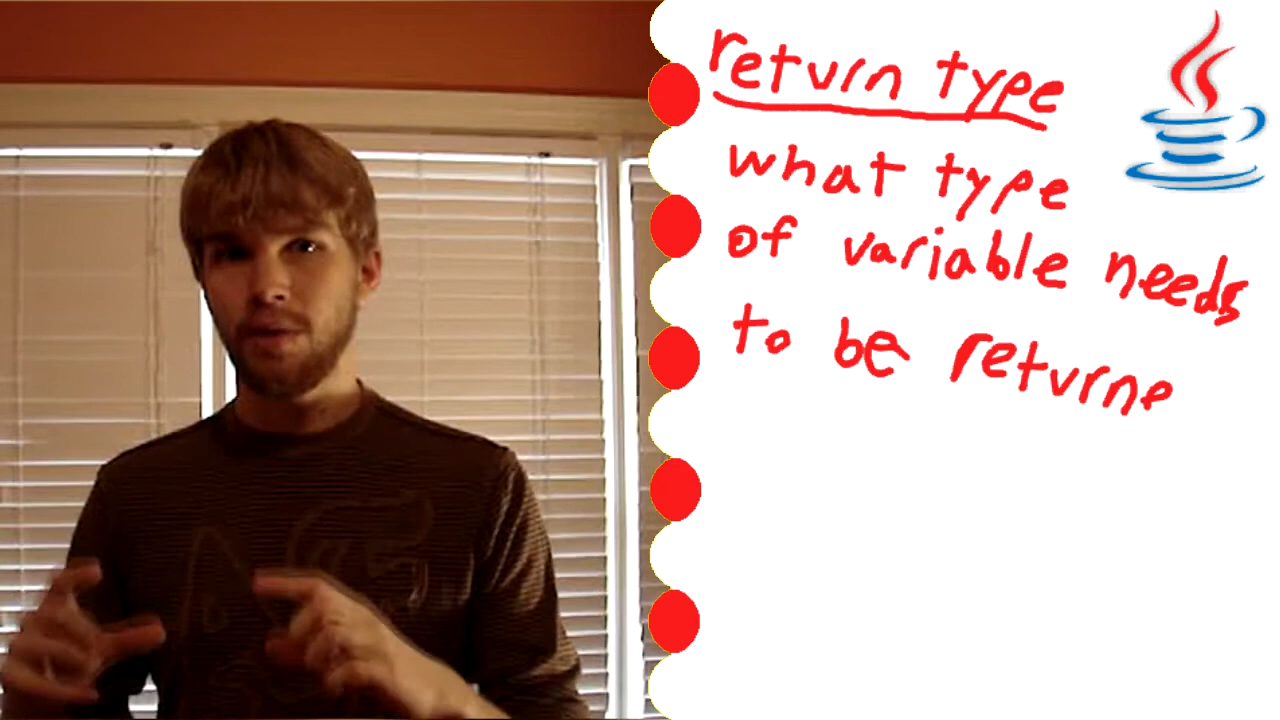 return type
what type
of variable needs
to be returne